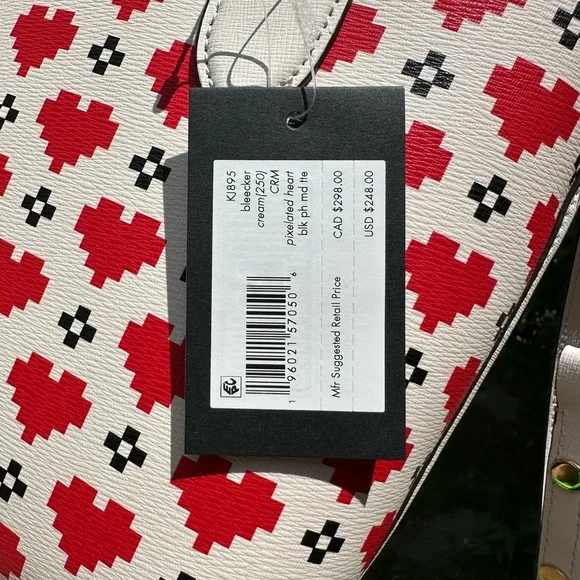 KJ895
bleecker
cream(250)
CRM
pixelated heart
blk ph md tte
1 96021 57050 6
Mfr Suggested Retail Price
CAD $298.00
USD $248.00